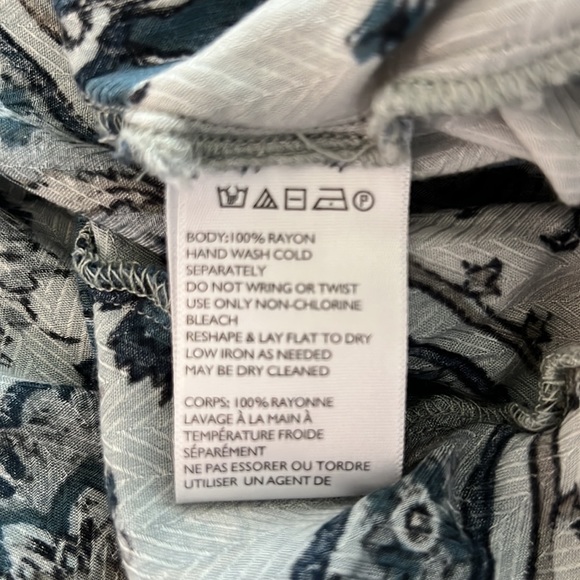 P
BODY:100% RAYON
HAND WASH COLD
SEPARATELY
DO NOT WRING OR TWIST
USE ONLY NON-CHLORINE
BLEACH
RESHAPE & LAY FLAT TO DRY
LOW IRON AS NEEDED
MAY BE DRY CLEANED
CORPS: 100% RAYONNE
LAVAGE À LA MAIN À
TEMPÉRATURE FROIDE
SÉPARÉMENT
NE PAS ESSORER OU TORDRE
UTILISER UN AGENT DE